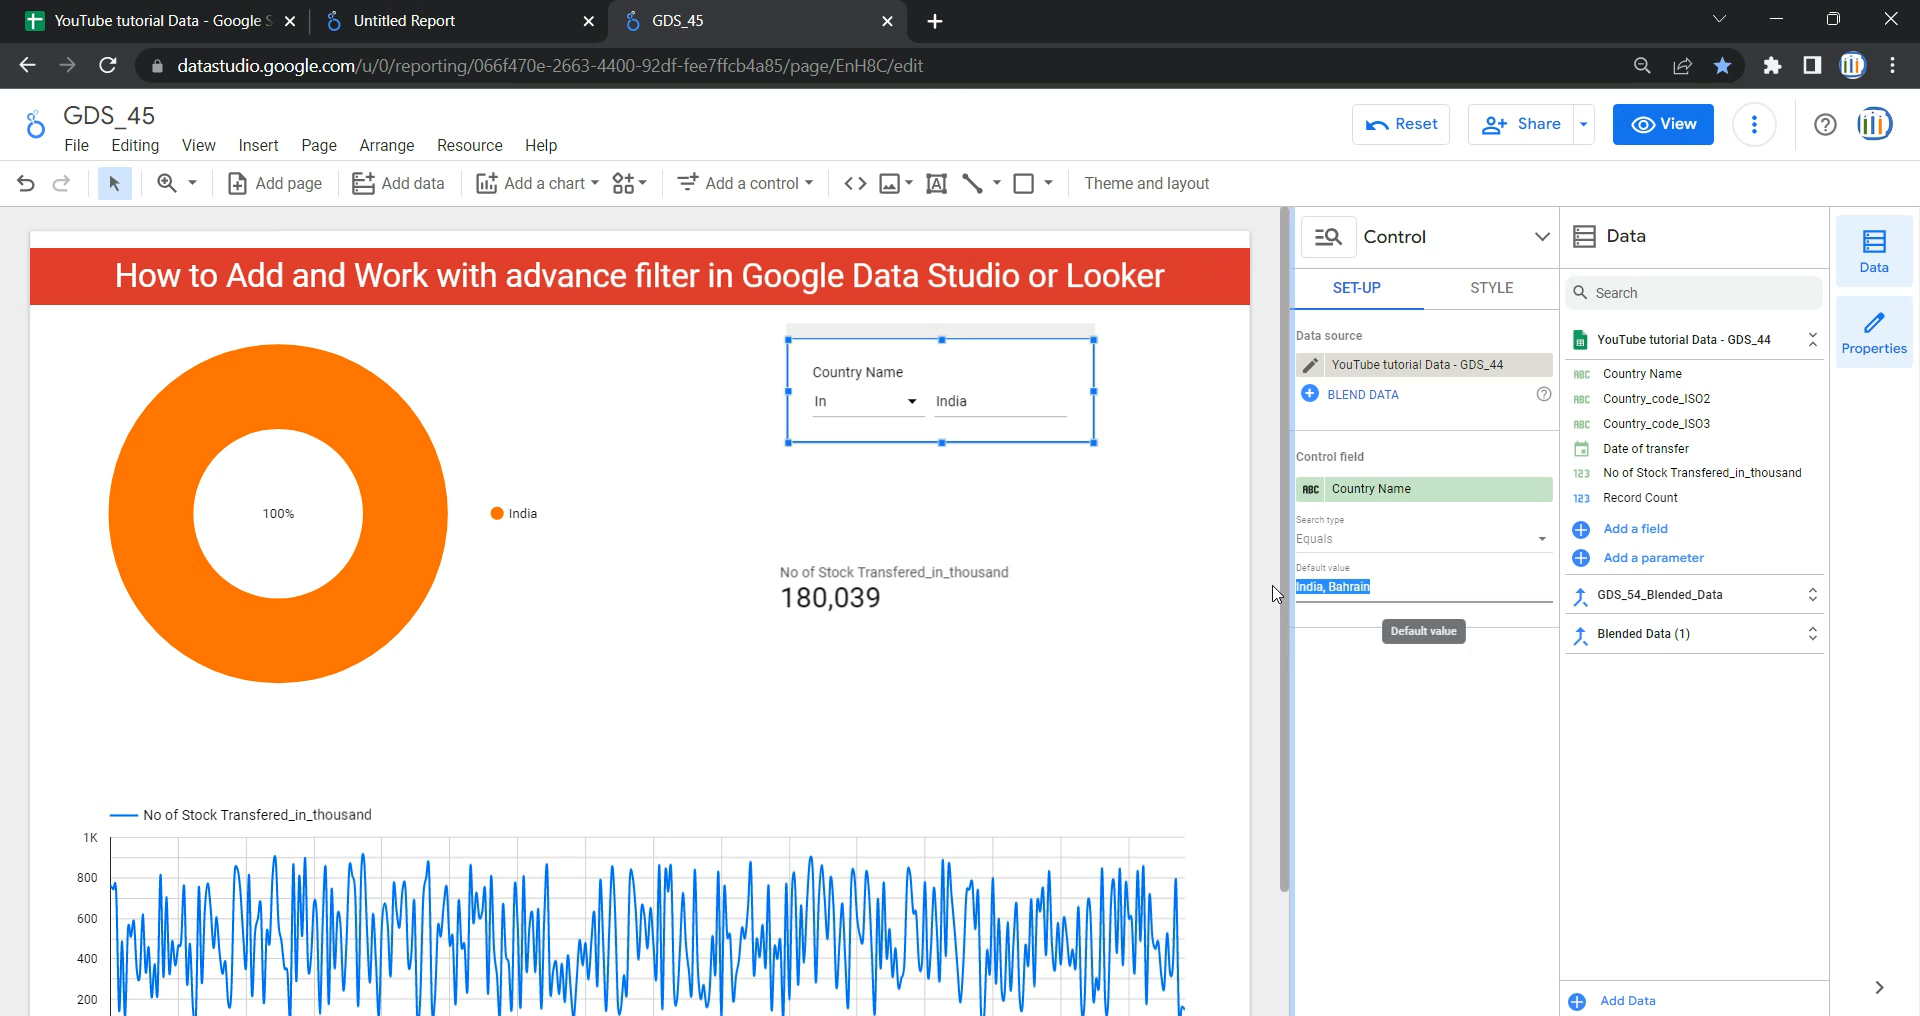 YouTube tutorial Data - Google S
Untitled Report
GDS_45
datastudio.google.com/u/0/reporting/066f470e-2663-4400-92df-fee7ffcb4a85/page/EnH8C/edit
GDS_45
File Editing View Insert Page Arrange Resource Help
Reset
Share
View
Add page
Add data
Add a chart
Add a control
Theme and layout
How to Add and Work with advance filter in Google Data Studio or Looker
Country Name
In
India
100%
India
No of Stock Transfered_in_thousand
180,039
No of Stock Transfered_in_thousand
1K
800
600
400
200
Control
SET-UP
STYLE
Data source
YouTube tutorial Data - GDS_44
BLEND DATA
Control field
ABC Country Name
Search type
Equals
Default value
India, Bahrain
Default value
Data
Search
YouTube tutorial Data - GDS_44
ABC Country Name
ABC Country_code_ISO2
ABC Country_code_ISO3
Date of transfer
123 No of Stock Transfered_in_thousand
123 Record Count
Add a field
Add a parameter
GDS_54_Blended_Data
Blended Data (1)
Add Data
Data
Properties